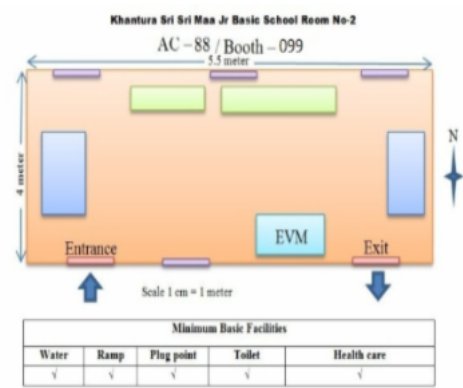 Khantura Sri Sri Maa Jr Basic School Room No-2
AC – 88 / Booth – 099
5.5 meter
4 meter
N
EVM
Entrance
Exit
Scale 1 cm = 1 meter
Minimum Basic Facilities
Water Ramp Plug point Toilet Health care
√ √ √ √ √